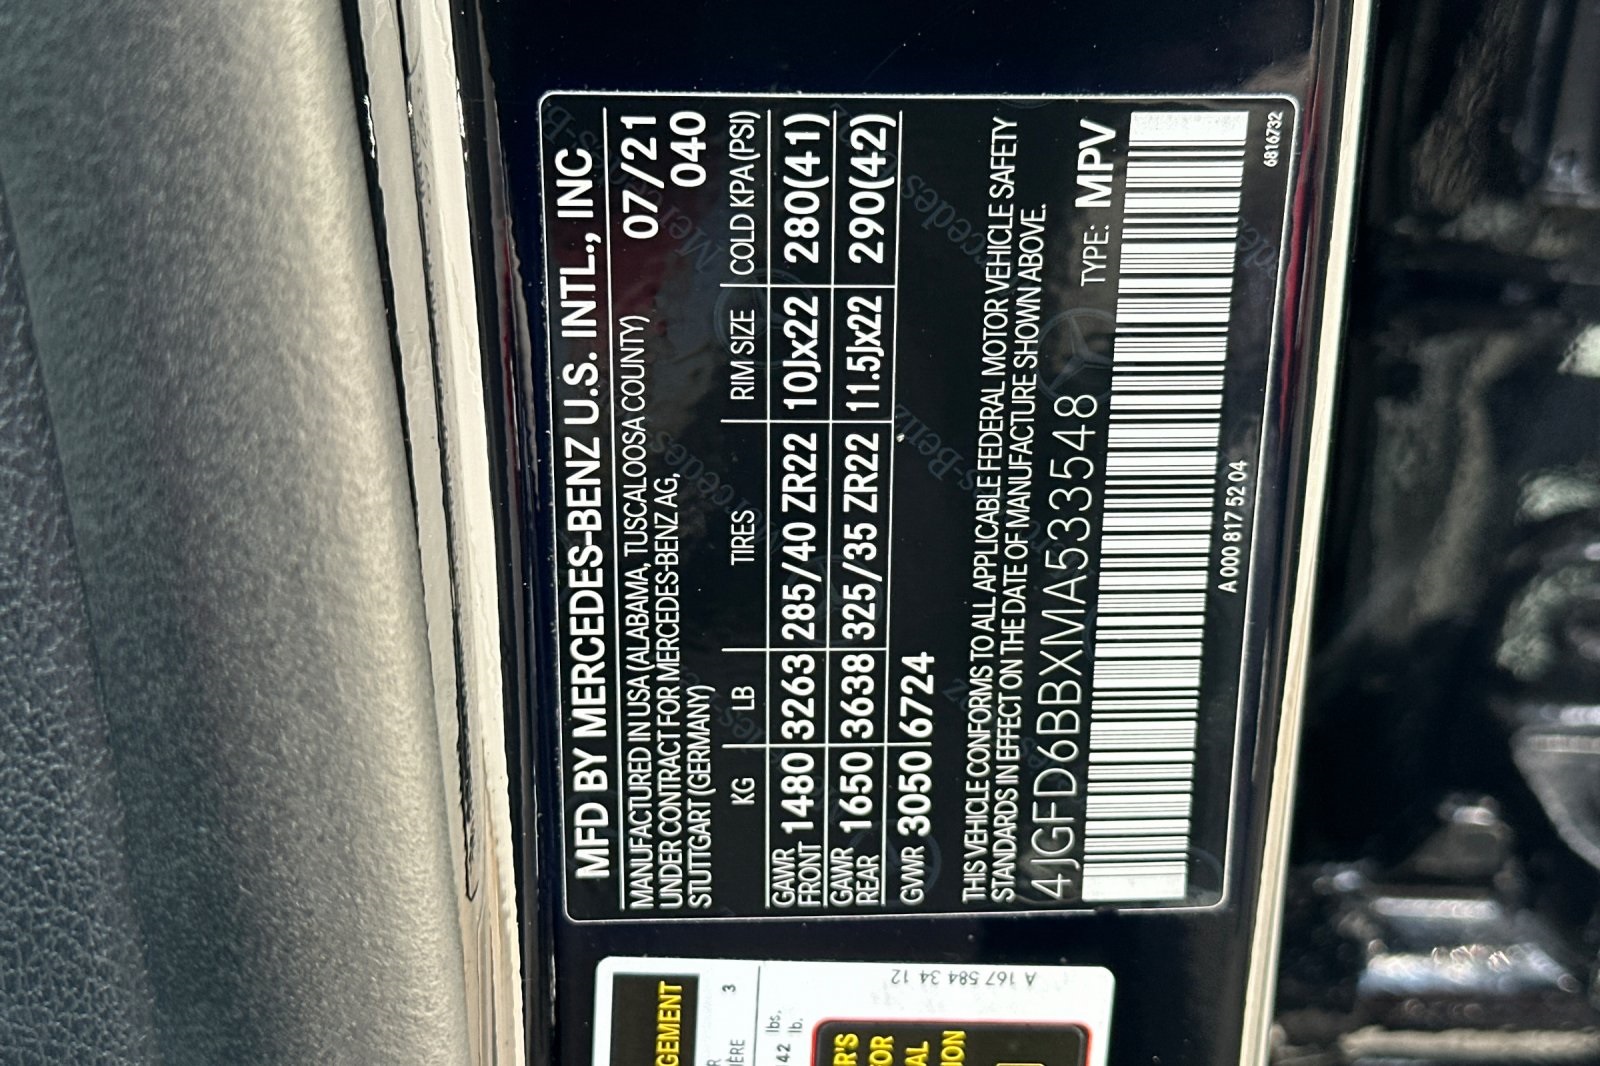 MFD BY MERCEDES-BENZ U.S. INTL., INC
MANUFACTURED IN USA (ALABAMA, TUSCALOOSA COUNTY) 07/21
UNDER CONTRACT FOR MERCEDES-BENZ AG, 040
STUTTGART (GERMANY)
KG LB TIRES RIM SIZE COLD KPA (PSI)
GAWR FRONT 1480 3263 285/40 ZR22 10Jx22 280(41)
GAWR REAR 1650 3638 325/35 ZR22 11.5Jx22 290(42)
GVWR 3050 6724
THIS VEHICLE CONFORMS TO ALL APPLICABLE FEDERAL MOTOR VEHICLE SAFETY
STANDARDS IN EFFECT ON THE DATE OF MANUFACTURE SHOWN ABOVE.
4JGFD6BBXMA533548 TYPE: MPV
A 000 817 52 04
6816732
A 167 584 34 12
3
lbs.
lb.